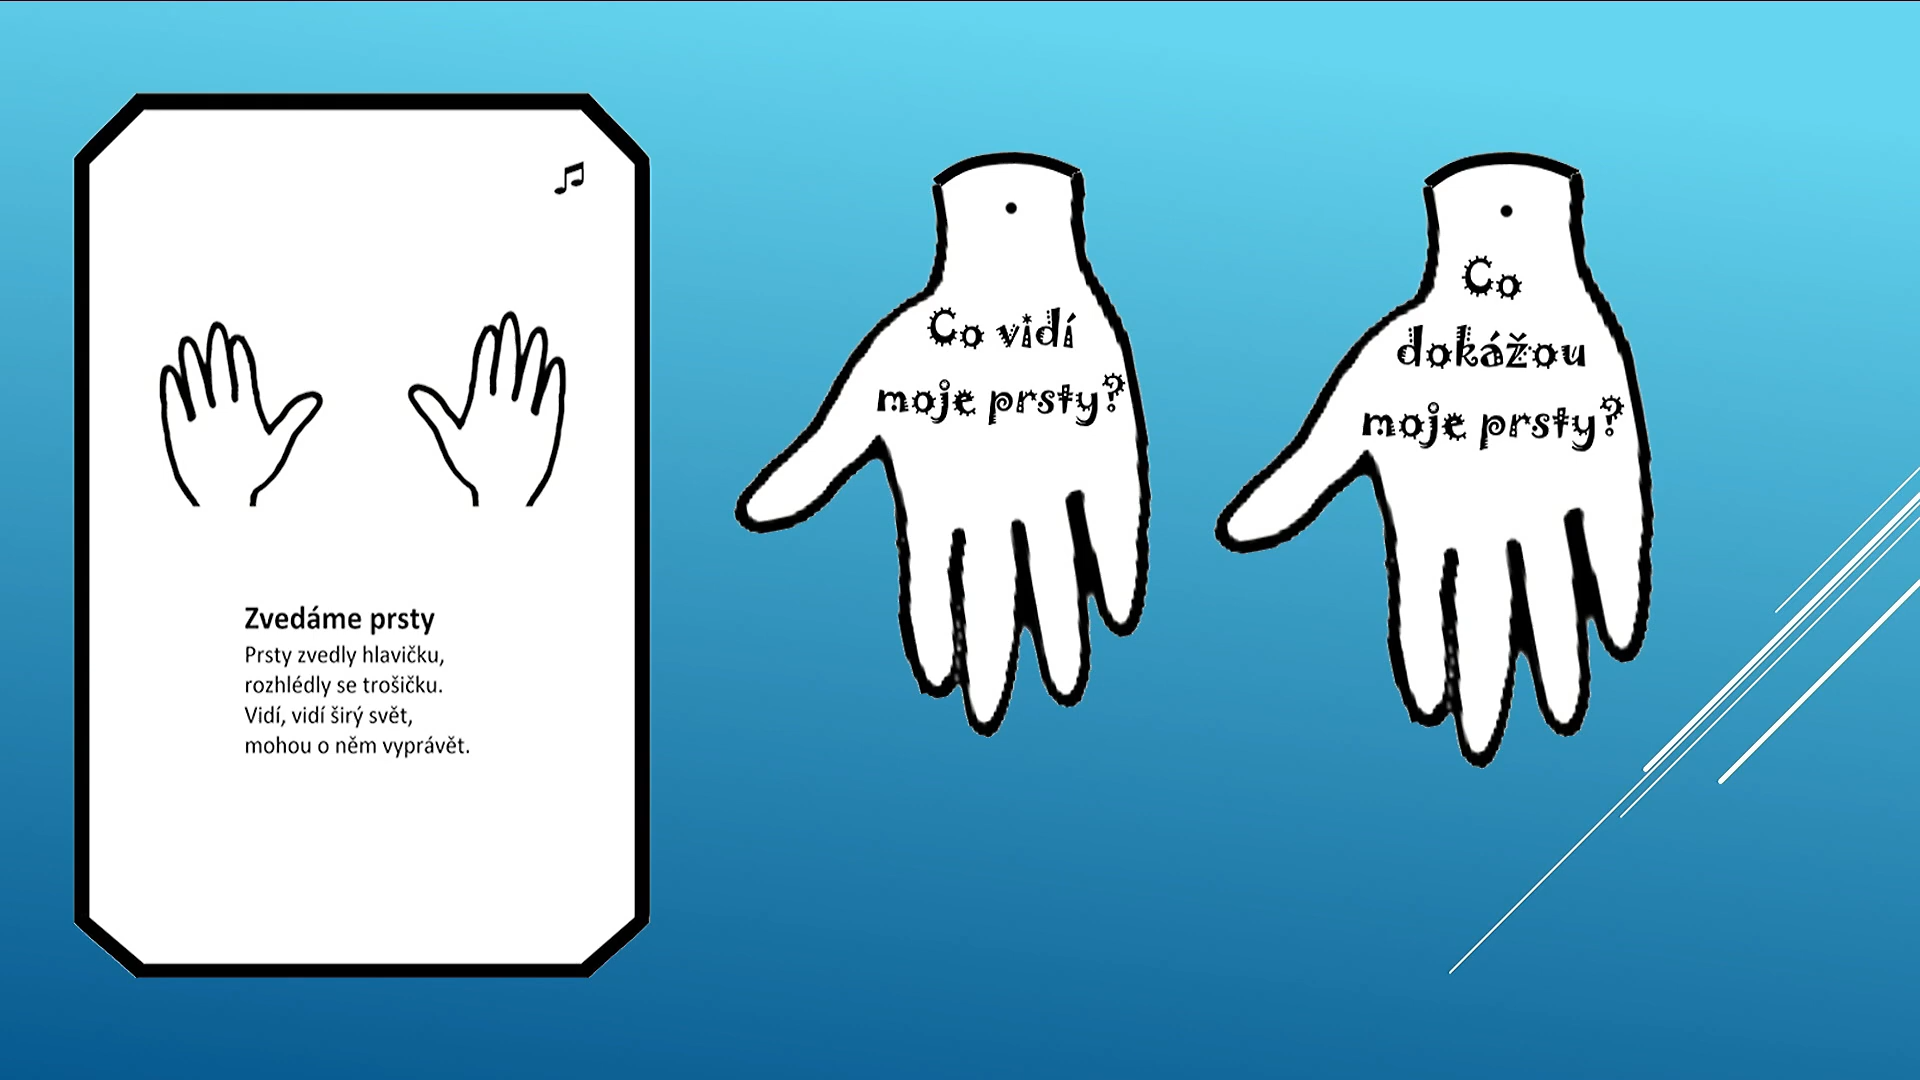 Zvedáme prsty
Prsty zvedly hlavičku,
rozhlédly se trošičku.
Vidí, vidí širý svět,
mohou o něm vyprávět.
Co vidí
moje prsty?
Co
dokážou
moje prsty?